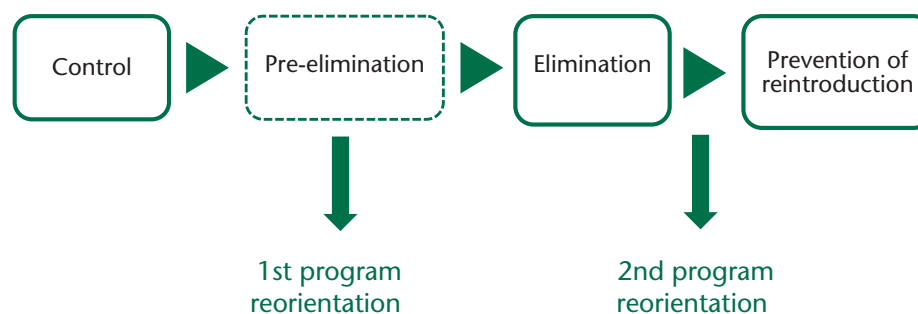 Control
Pre-elimination
Elimination
Prevention of
reintroduction
1st program
reorientation
2nd program
reorientation